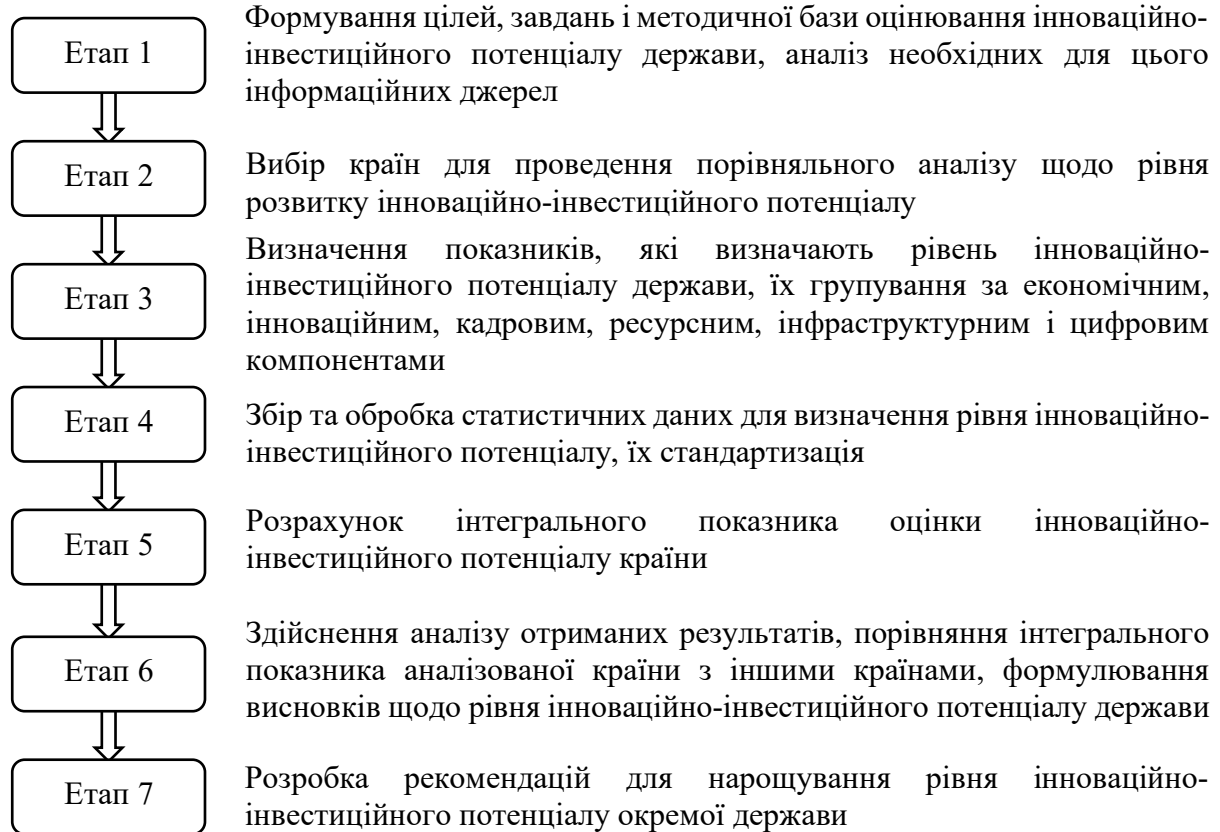 Етап 1
Формування цілей, завдань і методичної бази оцінювання інноваційно-
інвестиційного потенціалу держави, аналіз необхідних для цього
інформаційних джерел
Етап 2
Вибір країн для проведення порівняльного аналізу щодо рівня
розвитку інноваційно-інвестиційного потенціалу
Етап 3
Визначення показників, які визначають рівень інноваційно-
інвестиційного потенціалу держави, їх групування за економічним,
інноваційним, кадровим, ресурсним, інфраструктурним і цифровим
компонентами
Етап 4
Збір та обробка статистичних даних для визначення рівня інноваційно-
інвестиційного потенціалу, їх стандартизація
Етап 5
Розрахунок інтегрального показника оцінки інноваційно-
інвестиційного потенціалу країни
Етап 6
Здійснення аналізу отриманих результатів, порівняння інтегрального
показника аналізованої країни з іншими країнами, формулювання
висновків щодо рівня інноваційно-інвестиційного потенціалу держави
Етап 7
Розробка рекомендацій для нарощування рівня інноваційно-
інвестиційного потенціалу окремої держави